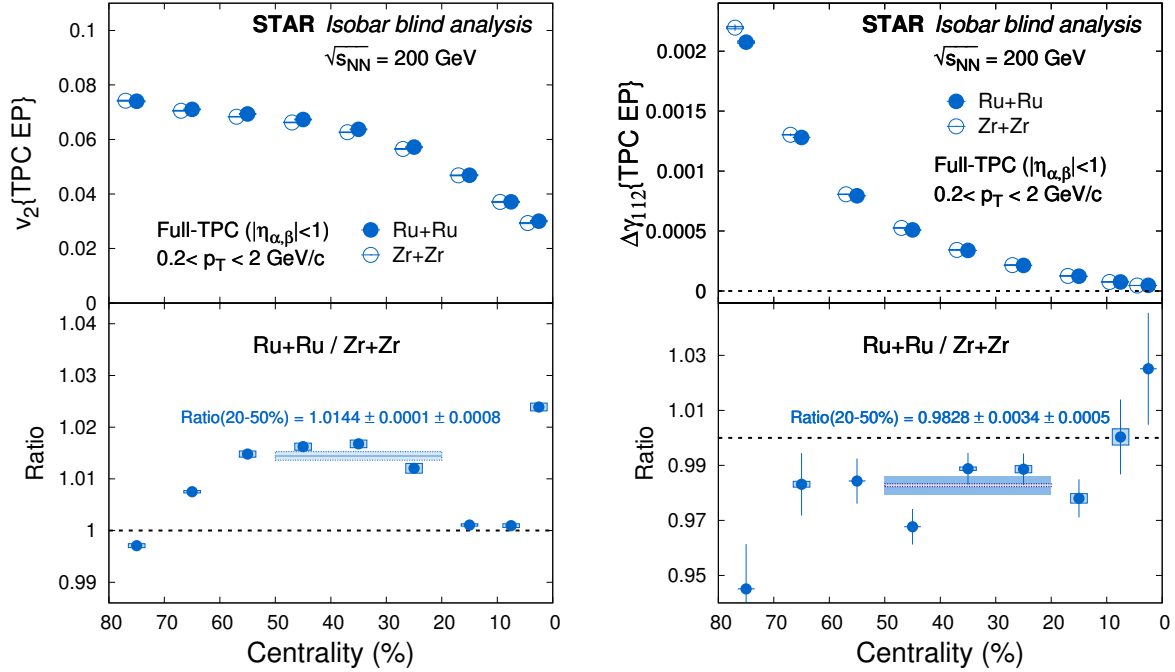 STAR Isobar blind analysis
√sNN = 200 GeV
v2{TPC EP}
0.1
0.08
0.06
0.04
0.02
0
Full-TPC (|ηα,β|<1)
0.2< pT < 2 GeV/c
Ru+Ru
Zr+Zr
Ru+Ru / Zr+Zr
Ratio(20-50%) = 1.0144 ± 0.0001 ± 0.0008
Ratio
1.04
1.03
1.02
1.01
1
0.99
80 70 60 50 40 30 20 10 0
Centrality (%)
STAR Isobar blind analysis
√sNN = 200 GeV
Δγ112{TPC EP}
0.002
0.0015
0.001
0.0005
0
Ru+Ru
Zr+Zr
Full-TPC (|ηα,β|<1)
0.2< pT < 2 GeV/c
Ru+Ru / Zr+Zr
Ratio(20-50%) = 0.9828 ± 0.0034 ± 0.0005
Ratio
1.03
1.01
0.99
0.97
0.95
80 70 60 50 40 30 20 10 0
Centrality (%)